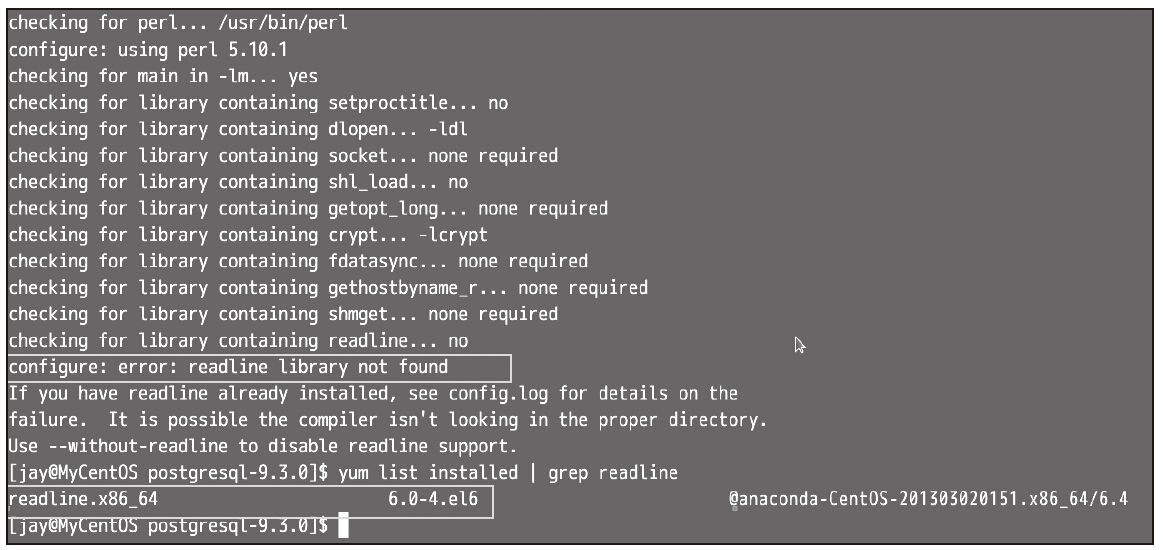 checking for perl... /usr/bin/perl
configure: using perl 5.10.1
checking for main in -lm... yes
checking for library containing setproctitle... no
checking for library containing dlopen... -ldl
checking for library containing socket... none required
checking for library containing shl_load... no
checking for library containing getopt_long... none required
checking for library containing crypt... -lcrypt
checking for library containing fdatasync... none required
checking for library containing gethostbyname_r... none required
checking for library containing shmget... none required
checking for library containing readline... no
configure: error: readline library not found
If you have readline already installed, see config.log for details on the
failure.  It is possible the compiler isn't looking in the proper directory.
Use --without-readline to disable readline support.
[jay@MyCentOS postgresql-9.3.0]$ yum list installed | grep readline
readline.x86_64                       6.0-4.el6                         @anaconda-CentOS-201303020151.x86_64/6.4
[jay@MyCentOS postgresql-9.3.0]$